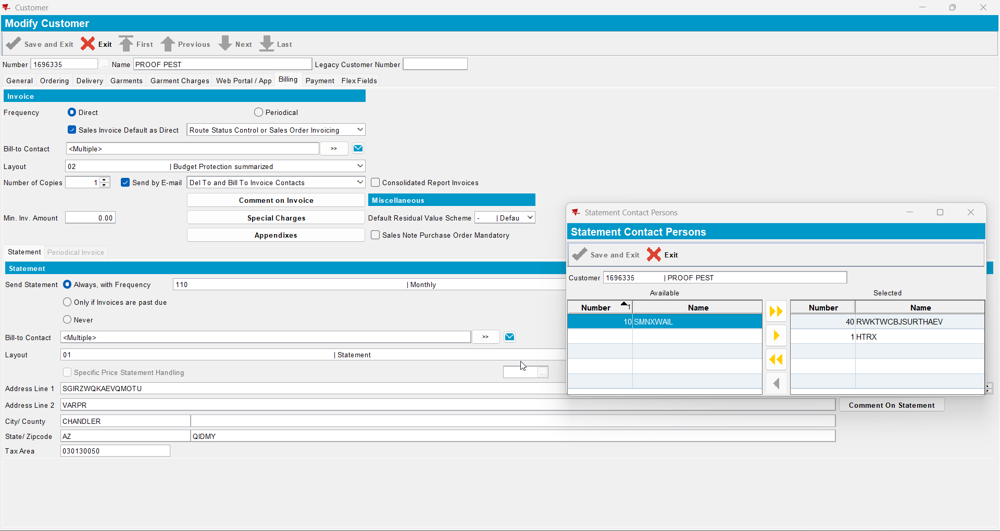 Customer
Modify Customer
Save and Exit Exit First Previous Next Last
Number 1696335 ... Name PROOF PEST Legacy Customer Number
General Ordering Delivery Garments Garment Charges Web Portal / App Billing Payment Flex Fields
Invoice
Frequency Direct Periodical
Sales Invoice Default as Direct Route Status Control or Sales Order Invoicing
Bill-to Contact <Multiple> >>
Layout 02 | Budget Protection summarized
Number of Copies 1 Send by E-mail Del To and Bill To Invoice Contacts Consolidated Report Invoices
Comment on Invoice Miscellaneous
Min. Inv. Amount 0.00 Special Charges Default Residual Value Scheme - | Defau
Appendixes Sales Note Purchase Order Mandatory
Statement Periodical Invoice
Statement
Send Statement Always, with Frequency 110 | Monthly
Only if Invoices are past due
Never
Bill-to Contact <Multiple> >>
Layout 01 | Statement
Specific Price Statement Handling ...
Address Line 1 SGIRZWQKAEVQMOTU
Address Line 2 VARPR Comment On Statement
City/ County CHANDLER
State/ Zipcode AZ QIDMY
Tax Area 030130050
Statement Contact Persons
Statement Contact Persons
Save and Exit Exit
Customer 1696335 | PROOF PEST
Available Selected
Number 1 Name Number Name
10 SMNXWAIL 40 RWKTWCBJSURTHAEV
1 HTRX